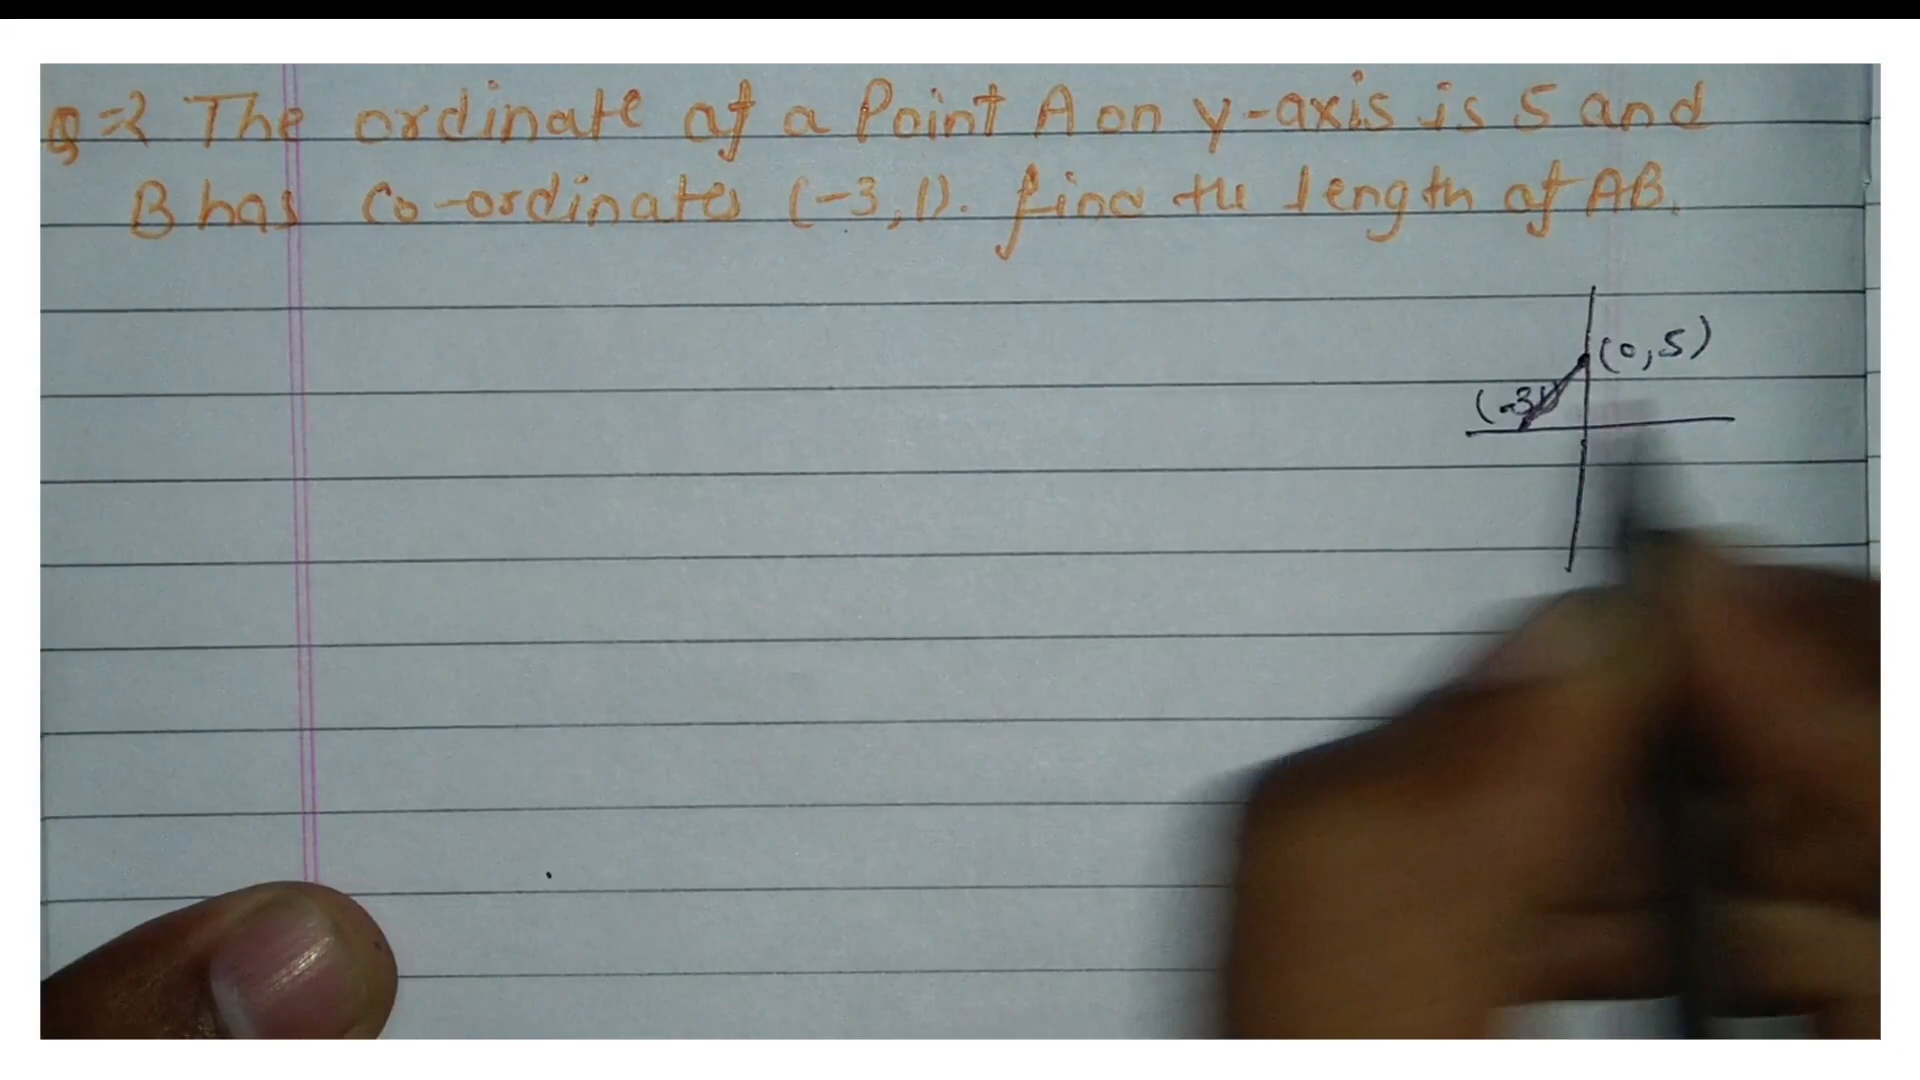 Q=2 The ordinate of a Point A on y-axis is 5 and
B has Co-ordinates (-3,1). find the length of AB.
(0,5)
(-3,1)